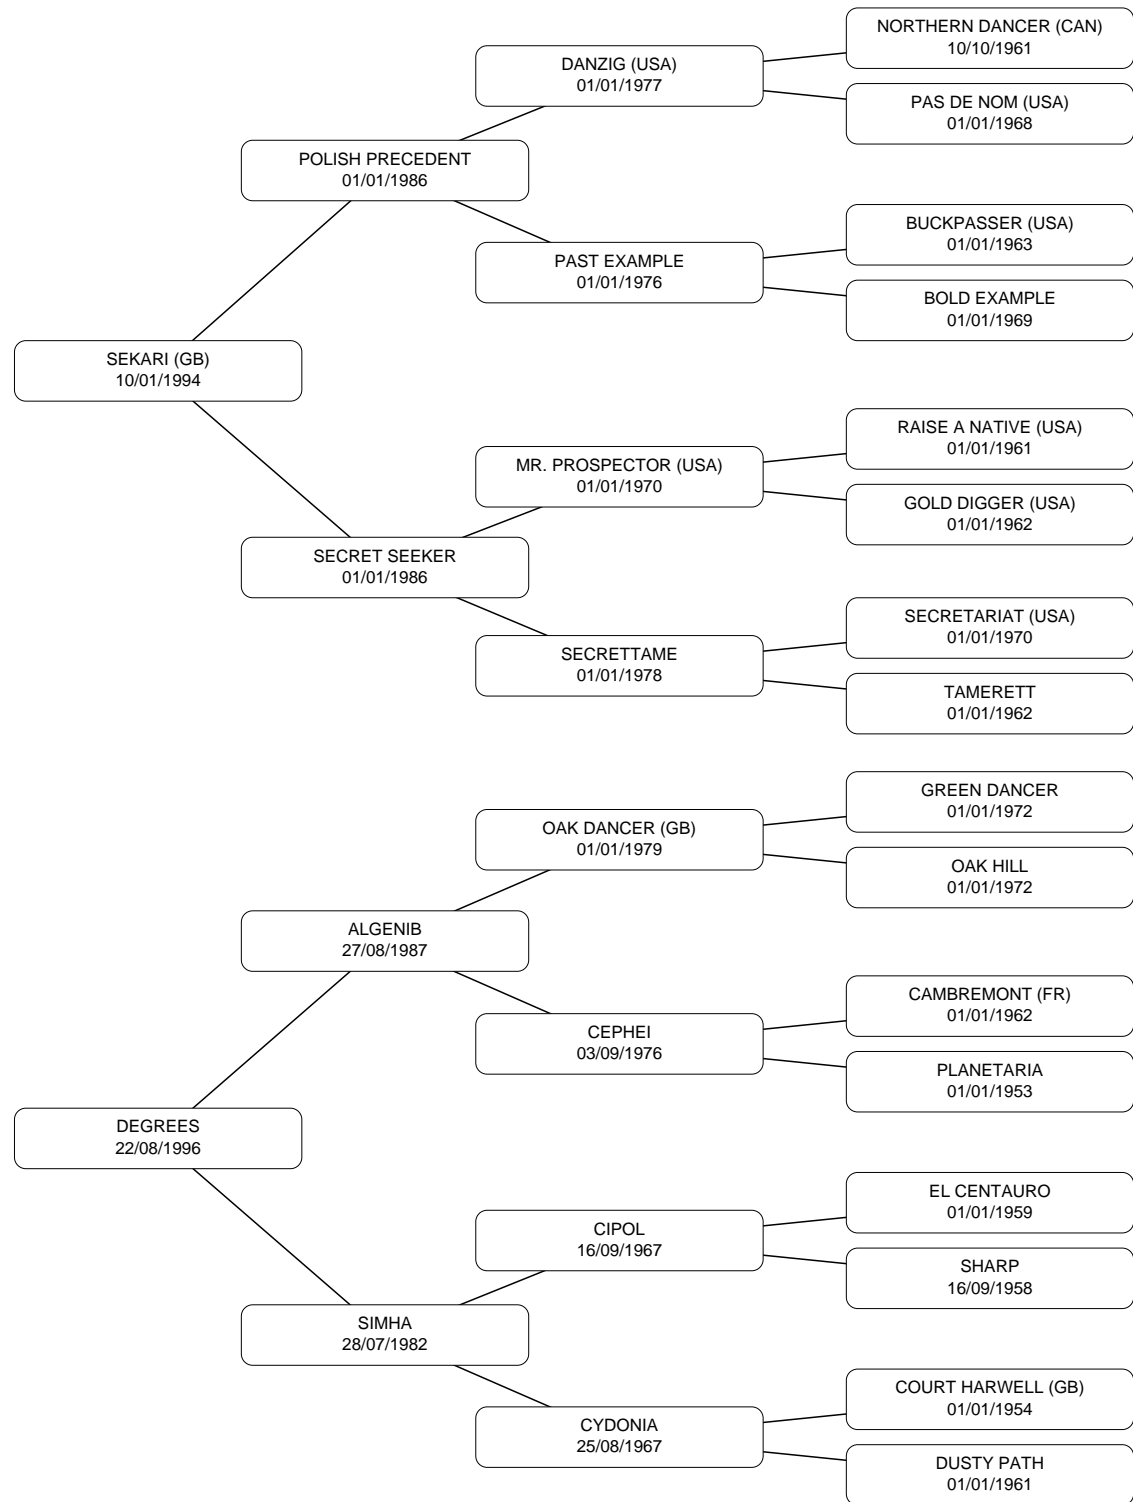 NORTHERN DANCER (CAN)
10/10/1961
DANZIG (USA)
01/01/1977
PAS DE NOM (USA)
01/01/1968
POLISH PRECEDENT
01/01/1986
BUCKPASSER (USA)
01/01/1963
PAST EXAMPLE
01/01/1976
BOLD EXAMPLE
01/01/1969
SEKARI (GB)
10/01/1994
RAISE A NATIVE (USA)
01/01/1961
MR. PROSPECTOR (USA)
01/01/1970
GOLD DIGGER (USA)
01/01/1962
SECRET SEEKER
01/01/1986
SECRETARIAT (USA)
01/01/1970
SECRETTAME
01/01/1978
TAMERETT
01/01/1962
GREEN DANCER
01/01/1972
OAK DANCER (GB)
01/01/1979
OAK HILL
01/01/1972
ALGENIB
27/08/1987
CAMBREMONT (FR)
01/01/1962
CEPHEI
03/09/1976
PLANETARIA
01/01/1953
DEGREES
22/08/1996
EL CENTAURO
01/01/1959
CIPOL
16/09/1967
SHARP
16/09/1958
SIMHA
28/07/1982
COURT HARWELL (GB)
01/01/1954
CYDONIA
25/08/1967
DUSTY PATH
01/01/1961